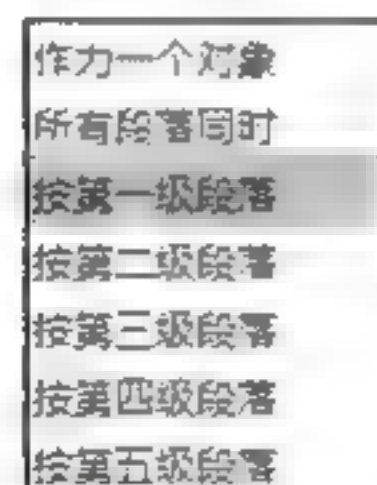 作为一个对象
所有段落同时
按第一级段落
按第二级段落
按第三级段落
按第四级段落
按第五级段落